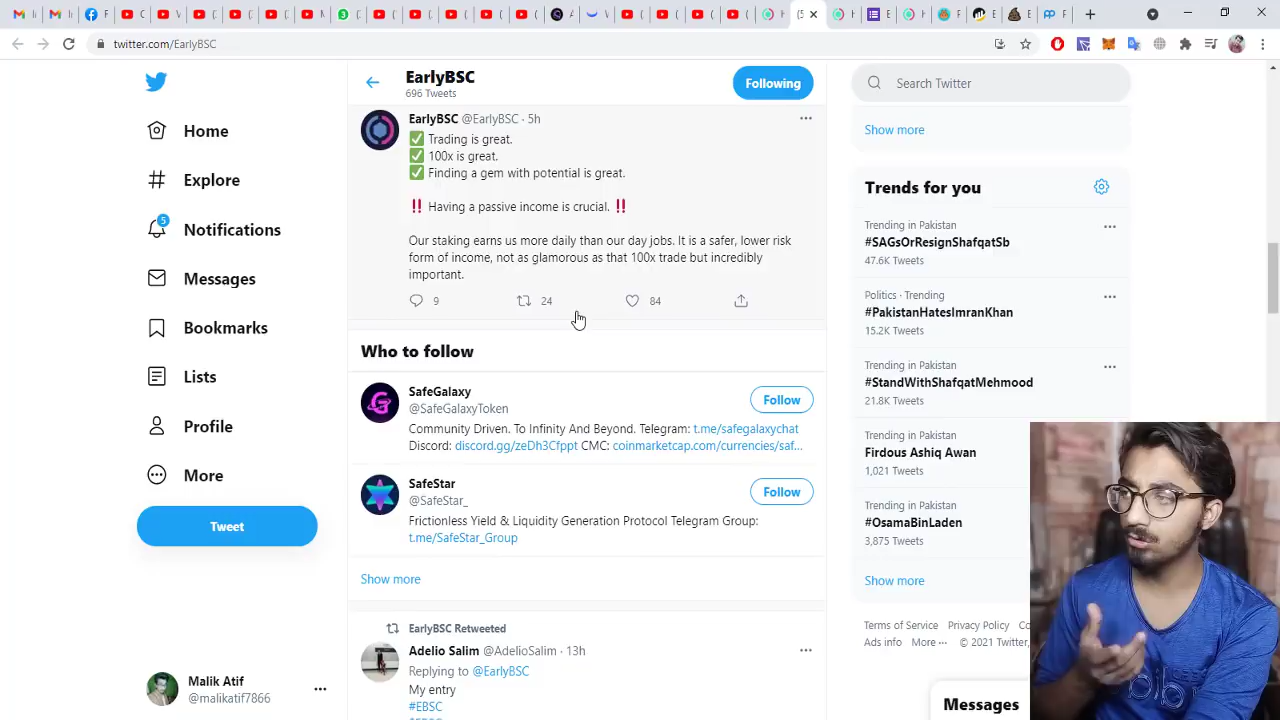 twitter.com/EarlyBSC
EarlyBSC
696 Tweets
Following
Search Twitter
Home
Explore
5
Notifications
Messages
Bookmarks
Lists
Profile
More
Tweet
Malik Atif
@malikatif7866
EarlyBSC @EarlyBSC · 5h
✅ Trading is great.
✅ 100x is great.
✅ Finding a gem with potential is great.
‼ Having a passive income is crucial. ‼
Our staking earns us more daily than our day jobs. It is a safer, lower risk
form of income, not as glamorous as that 100x trade but incredibly
important.
9 24 84
Who to follow
SafeGalaxy
@SafeGalaxyToken
Follow
Community Driven. To Infinity And Beyond. Telegram: t.me/safegalaxychat
Discord: discord.gg/zeDh3Cfppt CMC: coinmarketcap.com/currencies/saf...
SafeStar
@SafeStar_
Follow
Frictionless Yield & Liquidity Generation Protocol Telegram Group:
t.me/SafeStar_Group
Show more
EarlyBSC Retweeted
Adelio Salim @AdelioSalim · 13h
Replying to @EarlyBSC
My entry
#EBSC
Show more
Trends for you
Trending in Pakistan
#SAGsOrResignShafqatSb
47.6K Tweets
Politics · Trending
#PakistanHatesImranKhan
15.2K Tweets
Trending in Pakistan
#StandWithShafqatMehmood
21.8K Tweets
Trending in Pakistan
Firdous Ashiq Awan
1,021 Tweets
Trending in Pakistan
#OsamaBinLaden
3,875 Tweets
Show more
Terms of Service Privacy Policy
Ads info More ··· © 2021 Twitter,
Messages